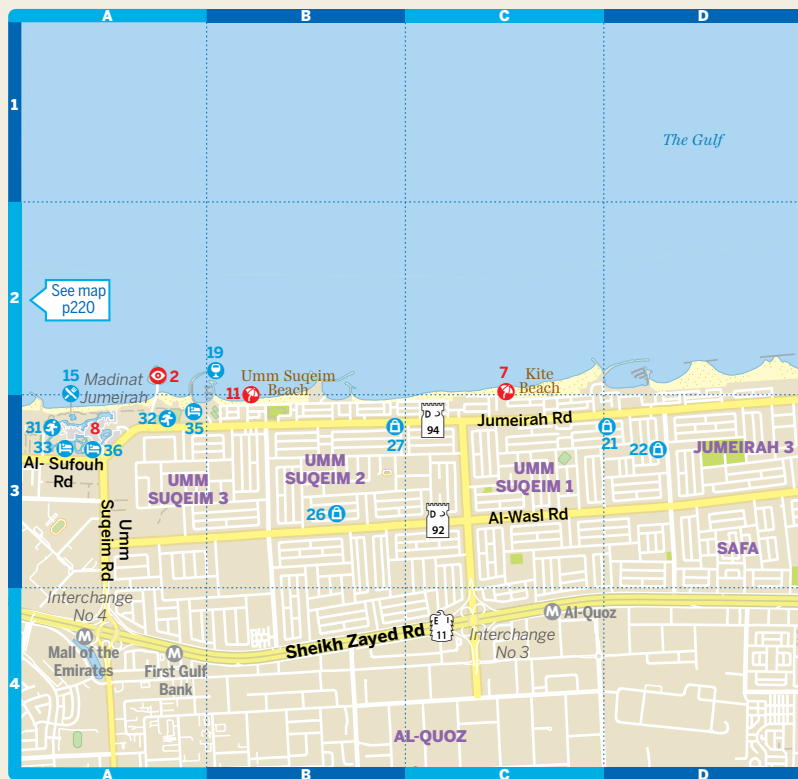 A B C D
1
The Gulf
2
See map
p220
19
15
Madinat
Jumeirah
2
11
Umm Suqeim
Beach
7
Kite
Beach
31
8
32
35
33
36
Al- Sufouh
Rd
27
D
94
Jumeirah Rd
21
22
JUMEIRAH 3
3
UMM
SUQEIM 3
UMM
SUQEIM 2
UMM
SUQEIM 1
26
D
92
Al-Wasl Rd
Umm
Suqeim Rd
SAFA
Interchange
No 4
M
Mall of the
Emirates
M
First Gulf
Bank
Sheikh Zayed Rd
E
11
Interchange
No 3
M Al-Quoz
4
AL-QUOZ
A B C D